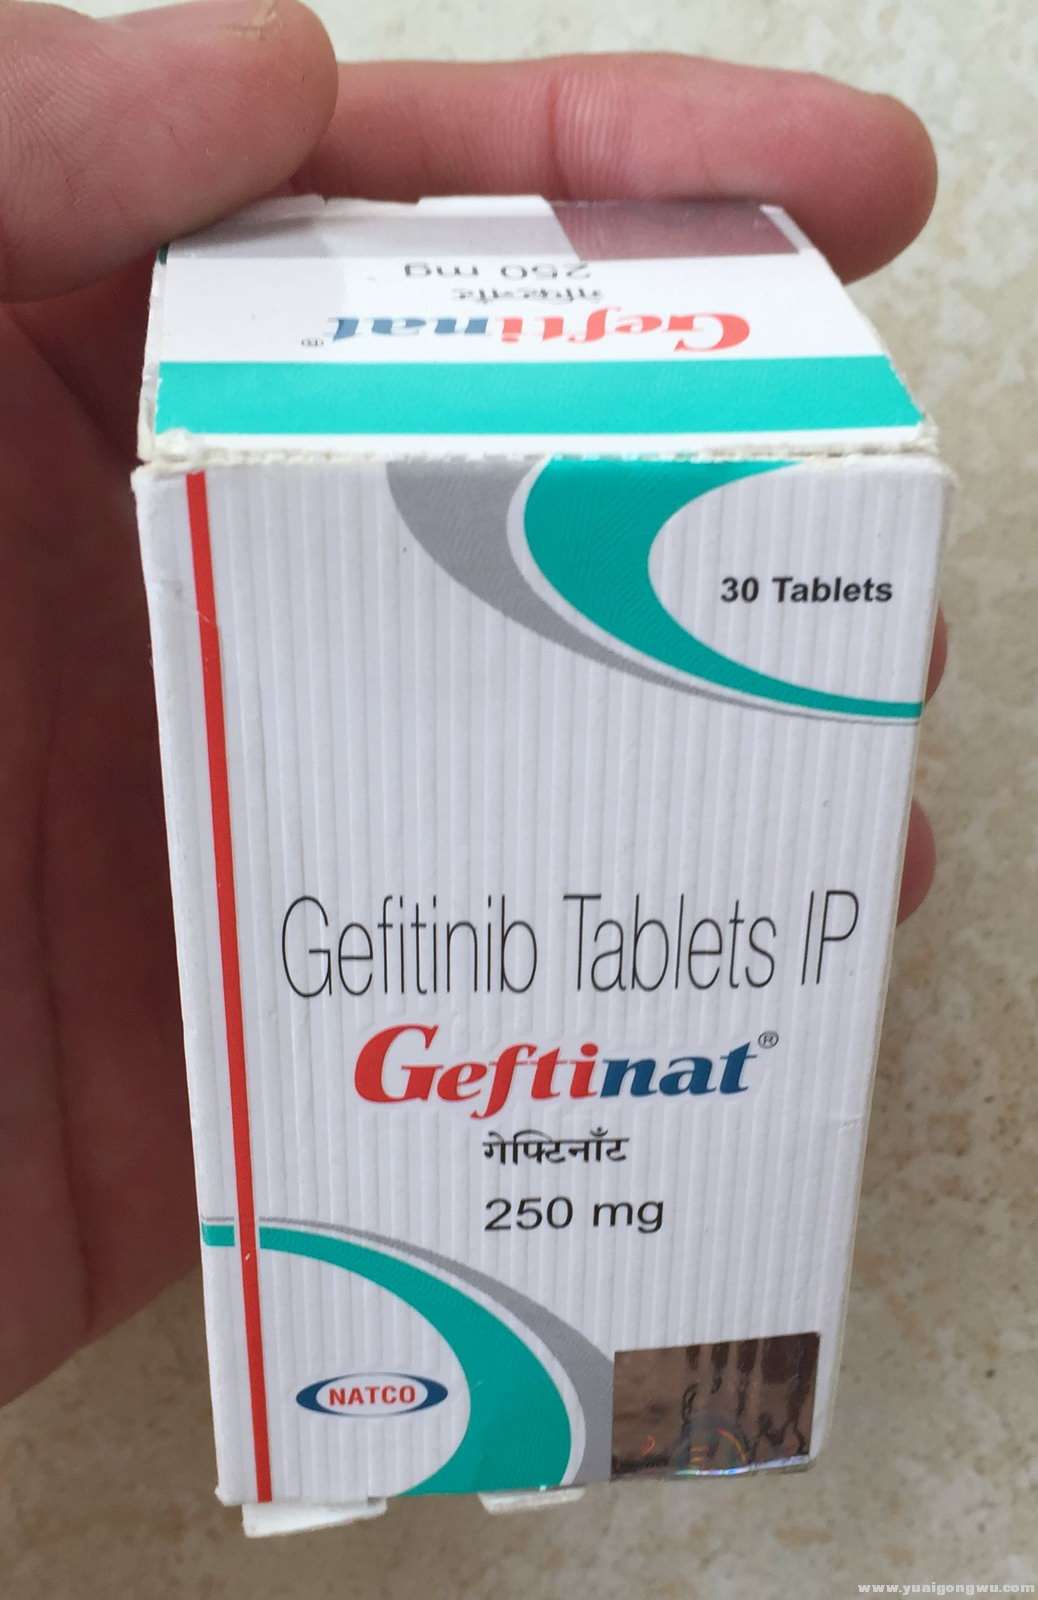 250 mg
गेफ्टिनॉट
Geftinat®
30 Tablets
Gefitinib Tablets IP
Geftinat®
गेफ्टिनॉंट
250 mg
NATCO
www.yuaigongwu.com